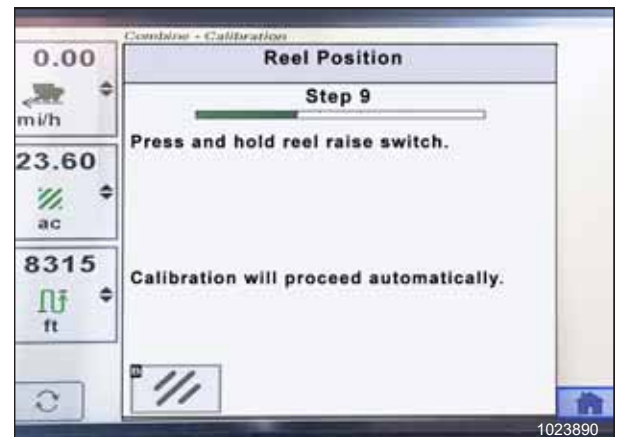 Combine - Calibration
0.00
mi/h
23.60
ac
8315
ft
Reel Position
Step 9
Press and hold reel raise switch.
Calibration will proceed automatically.
1023890